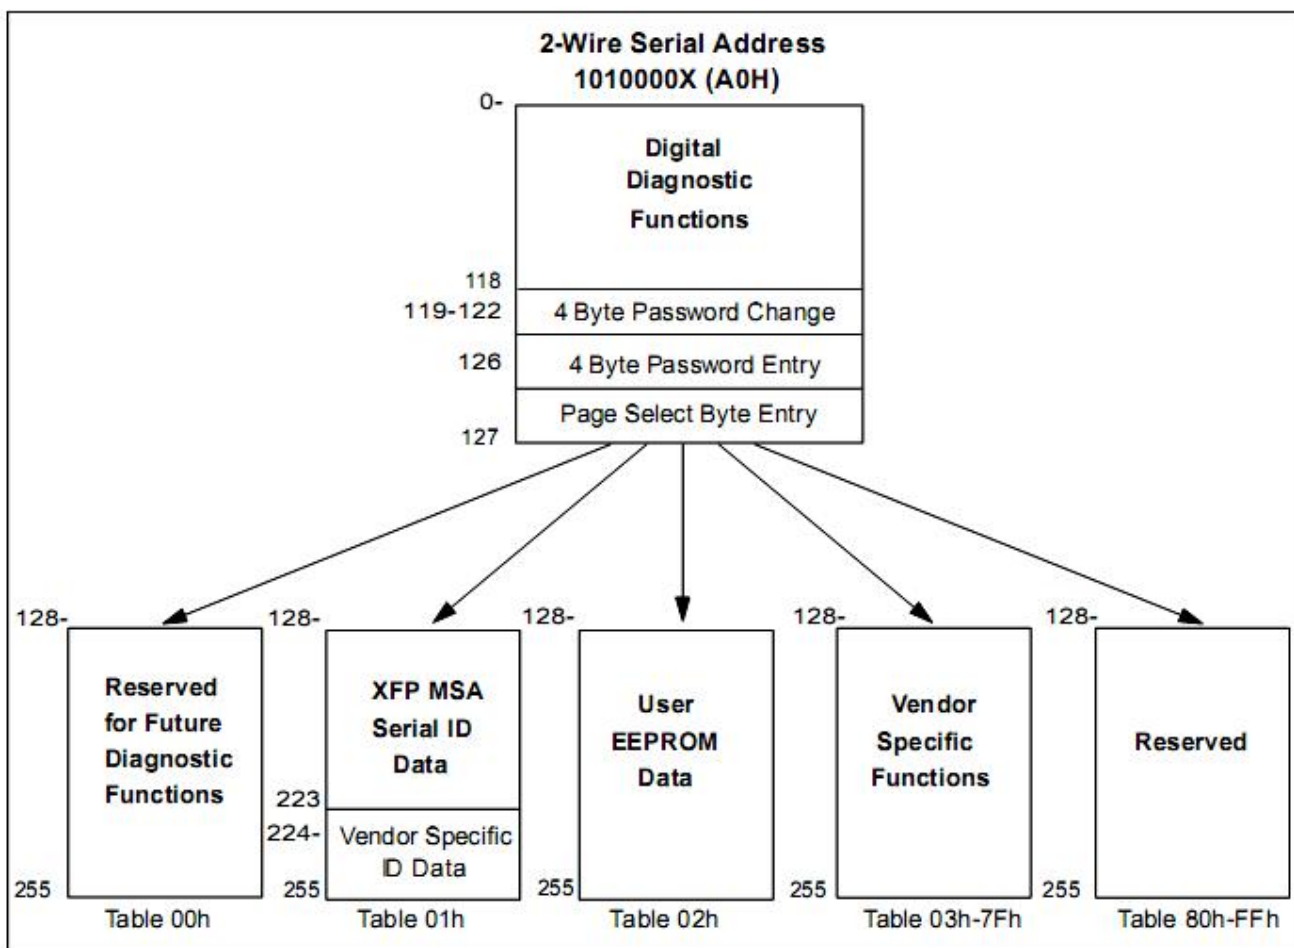 2-Wire Serial Address
1010000X (A0H)
0-
Digital
Diagnostic
Functions
118
119-122
4 Byte Password Change
126
4 Byte Password Entry
Page Select Byte Entry
127
128-
Reserved
for Future
Diagnostic
Functions
255
Table 00h
128-
XFP MSA
Serial ID
Data
223
224-
Vendor Specific
ID Data
255
Table 01h
128-
User
EEPROM
Data
255
Table 02h
128-
Vendor
Specific
Functions
255
Table 03h-7Fh
128-
Reserved
255
Table 80h-FFh